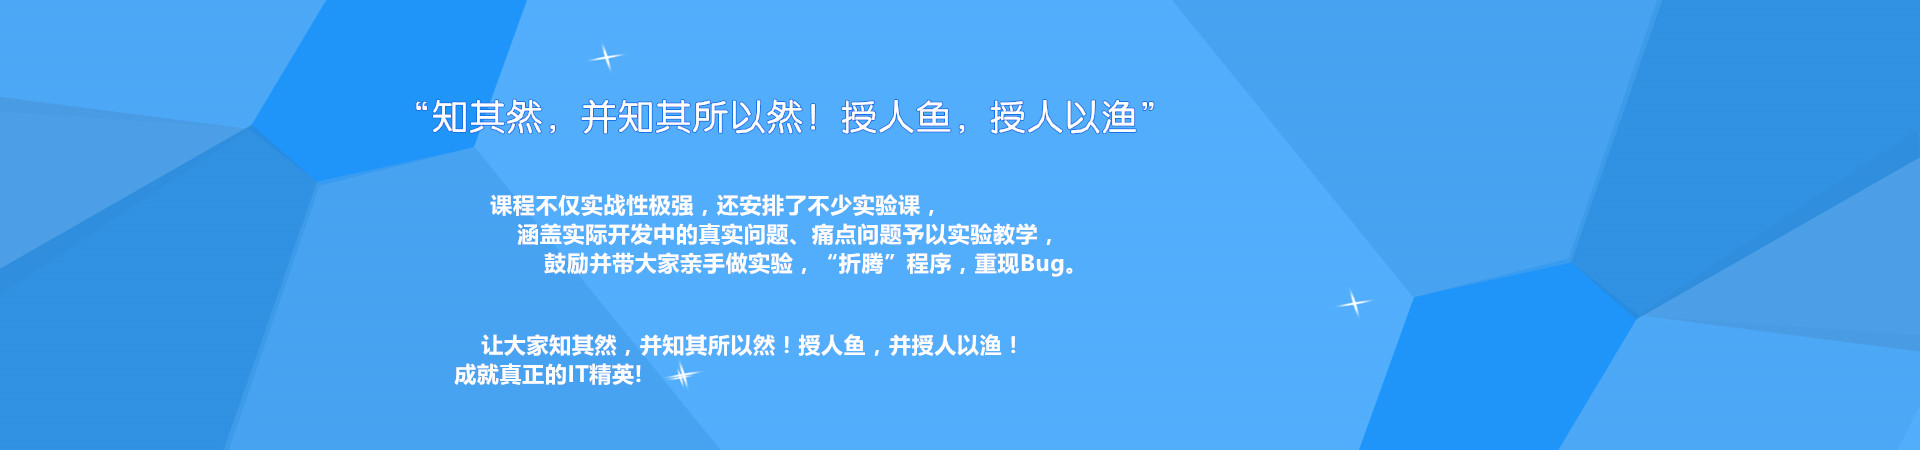 “知其然，并知其所以然！授人鱼，授人以渔”
课程不仅实战性极强，还安排了不少实验课，
涵盖实际开发中的真实问题、痛点问题予以实验教学，
鼓励并带大家亲手做实验，“折腾”程序，重现Bug。
让大家知其然，并知其所以然！授人鱼，并授人以渔！
成就真正的IT精英!